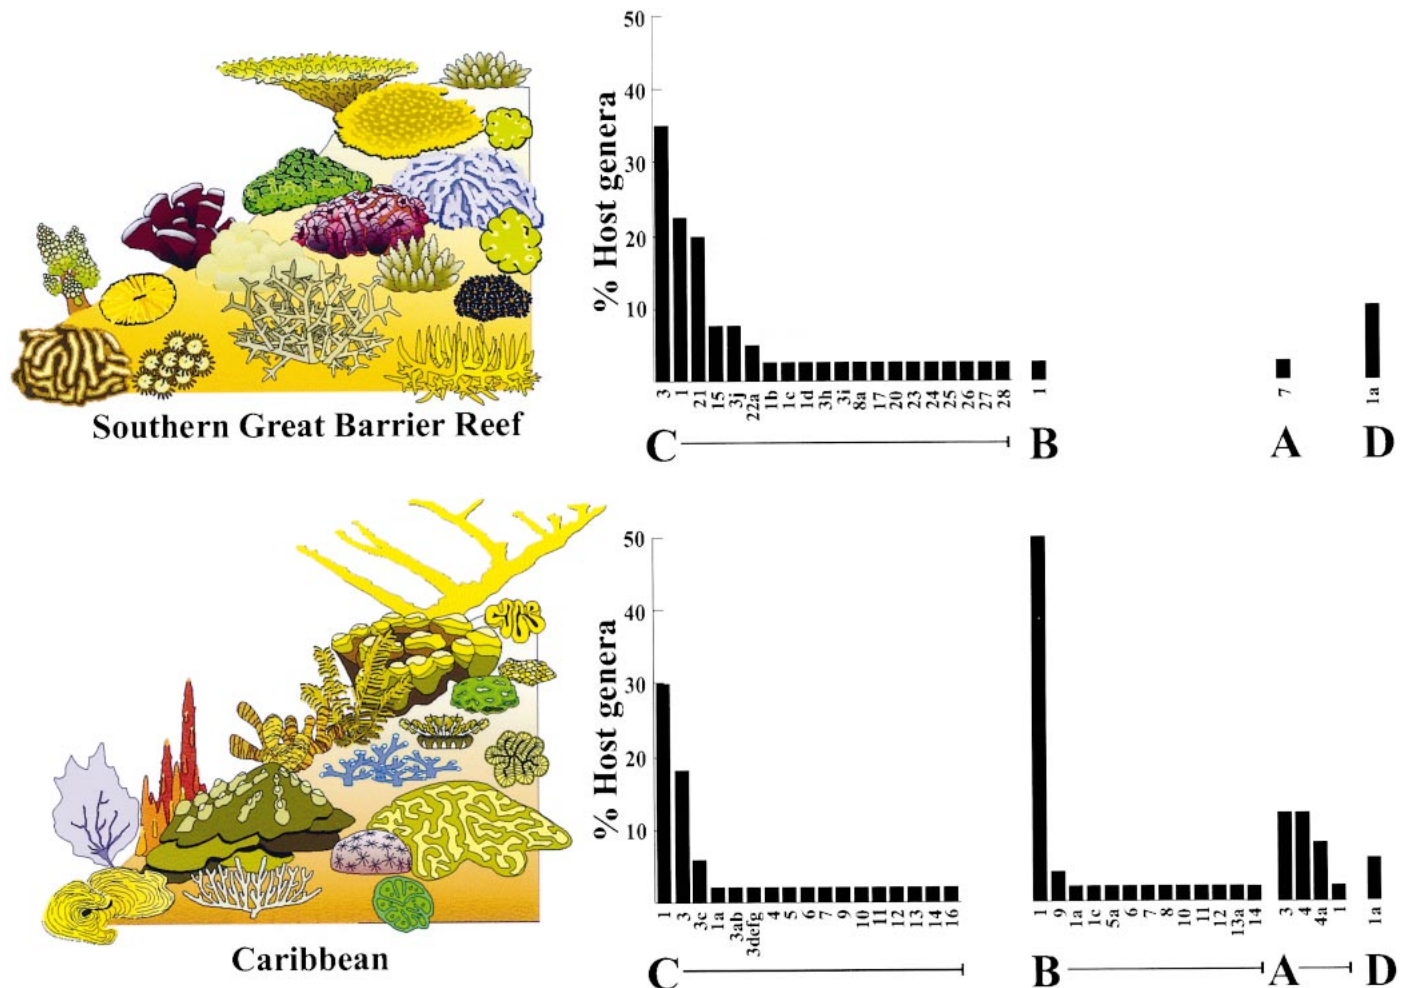 50
40
30
20
10
% Host genera
3 1 21 15 3j 22a 1b 1c 1d 3h 3i 8a 17 20 23 24 25 26 27 28 1 7 1a
C B A D
Southern Great Barrier Reef
50
40
30
20
10
% Host genera
1 3 3c 1a 3ab 3defg 4 5 6 7 9 10 11 12 13 14 16 1 9 1a 1c 5a 6 7 8 10 11 12 13a 14 3 4 4a 1 1a
C B A D
Caribbean